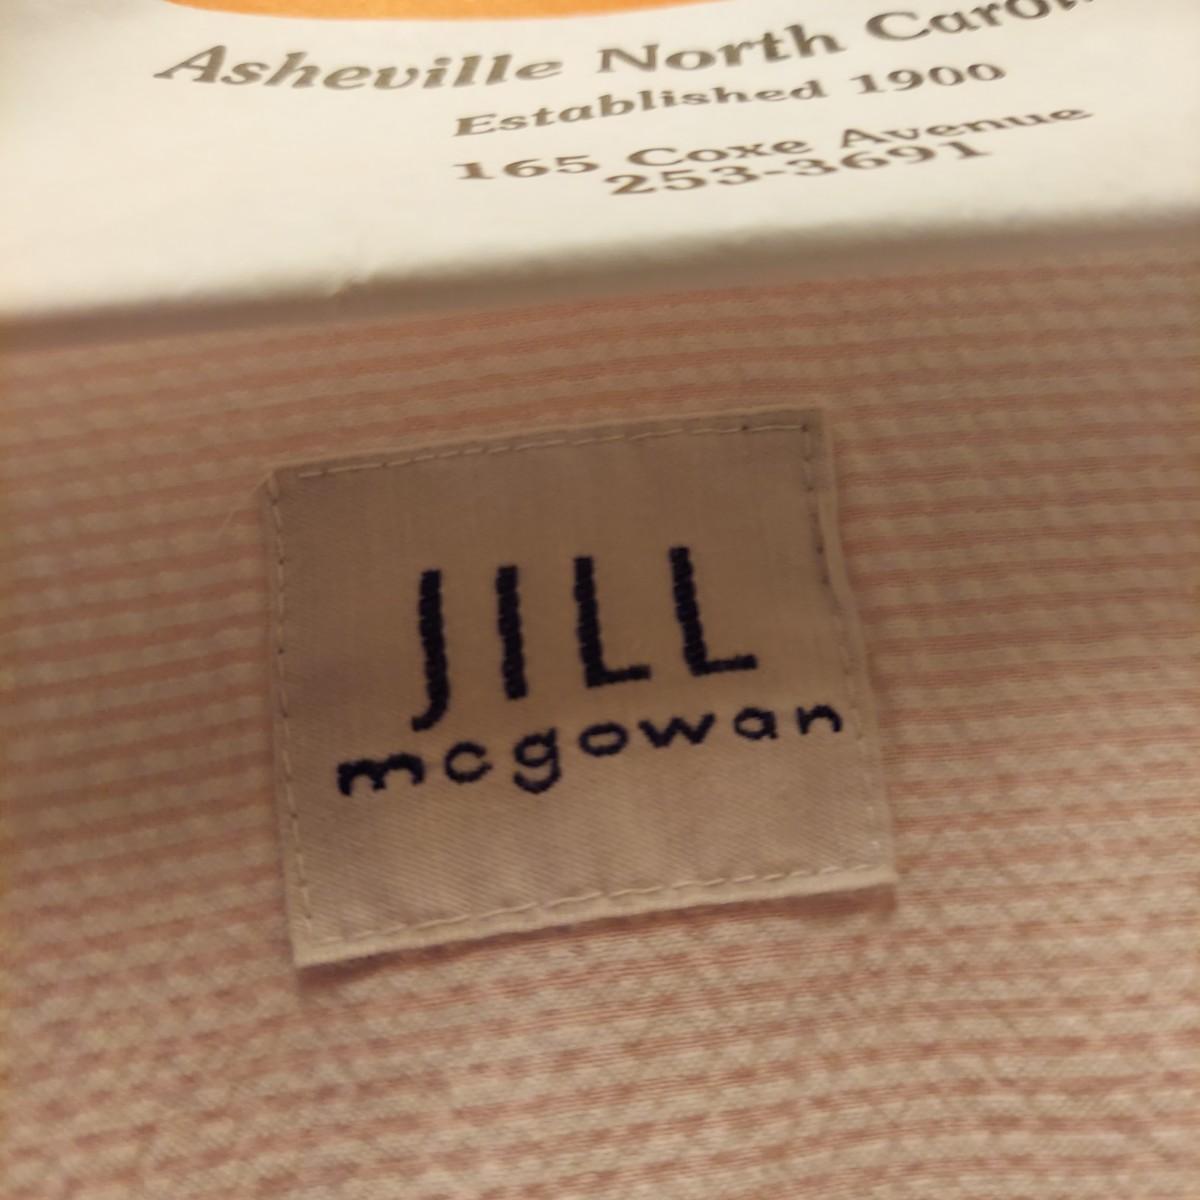 Asheville North
Established 1900
165 Coxe Avenue
253-3691
JILL
mcgowan